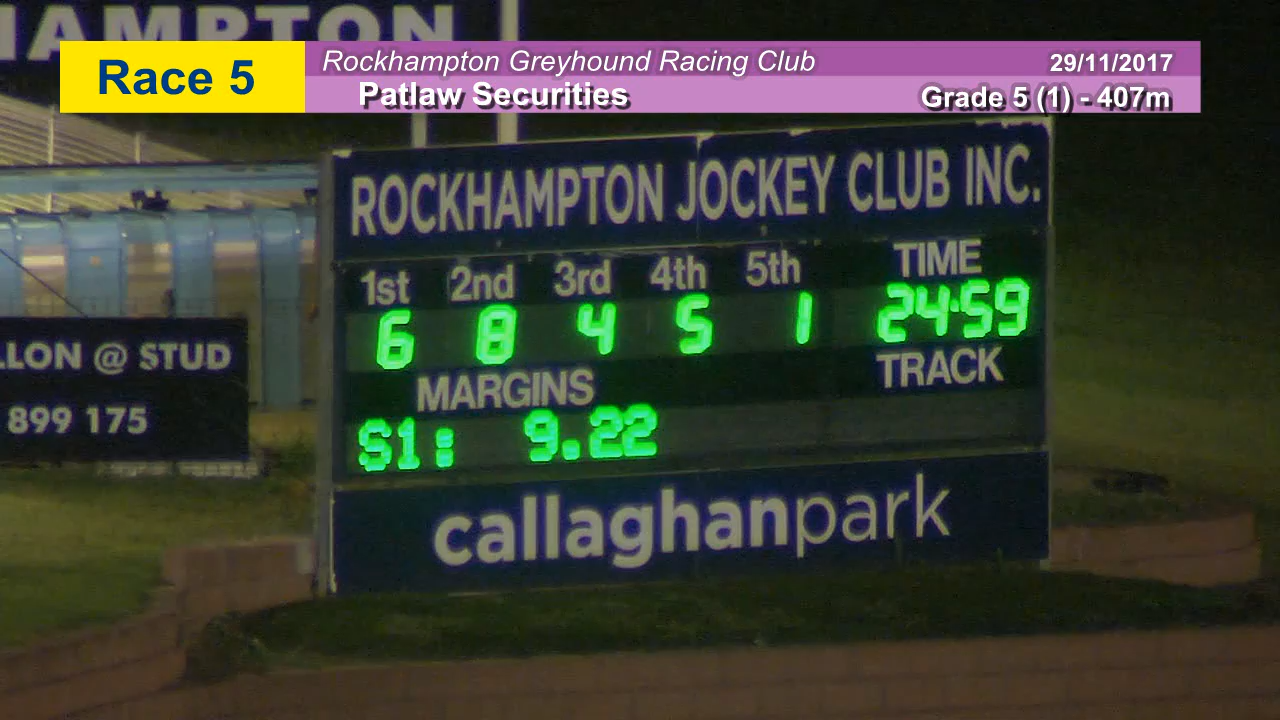 HAMPTON
Race 5
Rockhampton Greyhound Racing Club
29/11/2017
Patlaw Securities
Grade 5 (1) - 407m
ROCKHAMPTON JOCKEY CLUB INC.
1st 2nd 3rd 4th 5th TIME
6 8 4 5 1 24·59
MARGINS TRACK
S1: 9.22
callaghanpark
LLON @ STUD
899 175